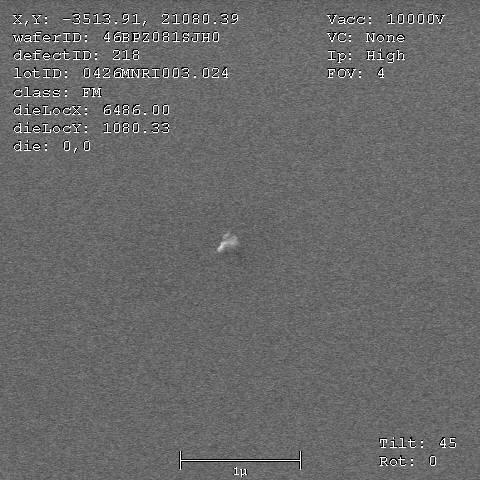 X,Y: -3513.91, 21080.39
waferID: 46BPZ081SJH0
defectID: 218
lotID: 0426MNRI003.024
class: FM
dieLocX: 6486.00
dieLocY: 1080.33
die: 0,0
Vacc: 10000V
VC: None
Ip: High
FOV: 4
Tilt: 45
Rot: 0
1µ